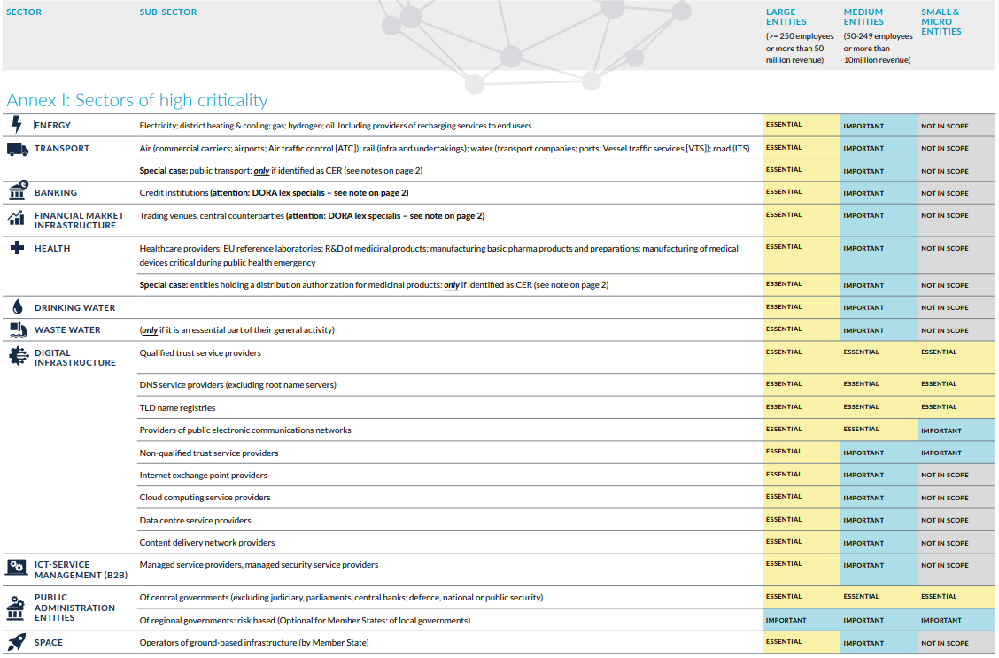 SECTOR SUB-SECTOR LARGE ENTITIES (>= 250 employees or more than 50 million revenue) MEDIUM ENTITIES (50-249 employees or more than 10million revenue) SMALL & MICRO ENTITIES
Annex I: Sectors of high criticality
ENERGY Electricity; district heating & cooling; gas; hydrogen; oil. Including providers of recharging services to end users. ESSENTIAL IMPORTANT NOT IN SCOPE
TRANSPORT Air (commercial carriers; airports; Air traffic control [ATC]); rail (infra and undertakings); water (transport companies; ports; Vessel traffic services [VTS]); road (ITS) ESSENTIAL IMPORTANT NOT IN SCOPE
Special case: public transport: only if identified as CER (see notes on page 2) ESSENTIAL IMPORTANT NOT IN SCOPE
BANKING Credit institutions (attention: DORA lex specialis – see note on page 2) ESSENTIAL IMPORTANT NOT IN SCOPE
FINANCIAL MARKET INFRASTRUCTURE Trading venues, central counterparties (attention: DORA lex specialis – see note on page 2) ESSENTIAL IMPORTANT NOT IN SCOPE
HEALTH Healthcare providers; EU reference laboratories; R&D of medicinal products; manufacturing basic pharma products and preparations; manufacturing of medical
devices critical during public health emergency ESSENTIAL IMPORTANT NOT IN SCOPE
Special case: entities holding a distribution authorization for medicinal products: only if identified as CER (see note on page 2) ESSENTIAL IMPORTANT NOT IN SCOPE
DRINKING WATER ESSENTIAL IMPORTANT NOT IN SCOPE
WASTE WATER (only if it is an essential part of their general activity) ESSENTIAL IMPORTANT NOT IN SCOPE
DIGITAL INFRASTRUCTURE Qualified trust service providers ESSENTIAL ESSENTIAL ESSENTIAL
DNS service providers (excluding root name servers) ESSENTIAL ESSENTIAL ESSENTIAL
TLD name registries ESSENTIAL ESSENTIAL ESSENTIAL
Providers of public electronic communications networks ESSENTIAL ESSENTIAL IMPORTANT
Non-qualified trust service providers ESSENTIAL IMPORTANT IMPORTANT
Internet exchange point providers ESSENTIAL IMPORTANT NOT IN SCOPE
Cloud computing service providers ESSENTIAL IMPORTANT NOT IN SCOPE
Data centre service providers ESSENTIAL IMPORTANT NOT IN SCOPE
Content delivery network providers ESSENTIAL IMPORTANT NOT IN SCOPE
ICT-SERVICE MANAGEMENT (B2B) Managed service providers, managed security service providers ESSENTIAL IMPORTANT NOT IN SCOPE
PUBLIC ADMINISTRATION ENTITIES Of central governments (excluding judiciary, parliaments, central banks; defence, national or public security). ESSENTIAL ESSENTIAL ESSENTIAL
Of regional governments: risk based.(Optional for Member States: of local governments) IMPORTANT IMPORTANT IMPORTANT
SPACE Operators of ground-based infrastructure (by Member State) ESSENTIAL IMPORTANT NOT IN SCOPE